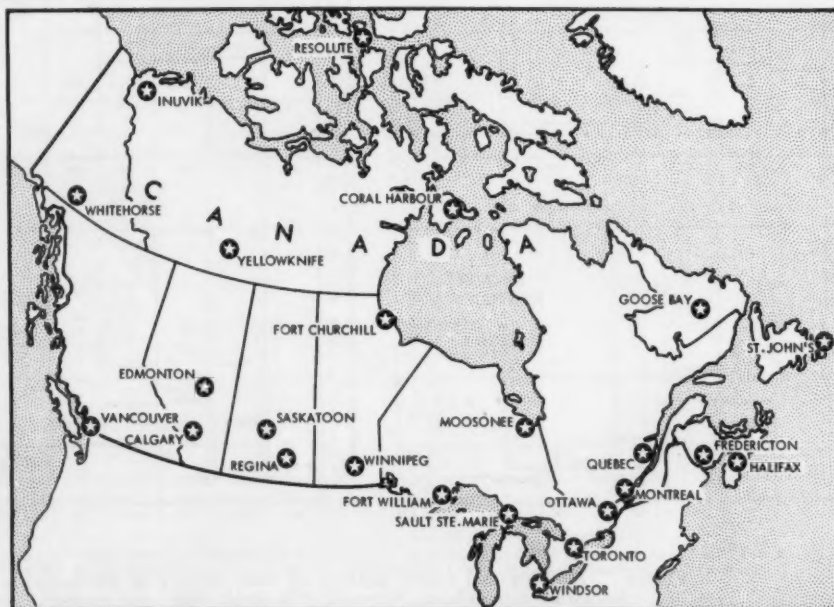 RESOLUTE
INUVIK
WHITEHORSE
CORAL HARBOUR
C A N A D A
YELLOWKNIFE
GOOSE BAY
FORT CHURCHILL
ST. JOHN'S
EDMONTON
VANCOUVER
SASKATOON
MOOSONEE
CALGARY
FREDERICTON
QUEBEC
REGINA
WINNIPEG
HALIFAX
FORT WILLIAM
MONTREAL
OTTAWA
SAULT STE. MARIE
TORONTO
WINDSOR